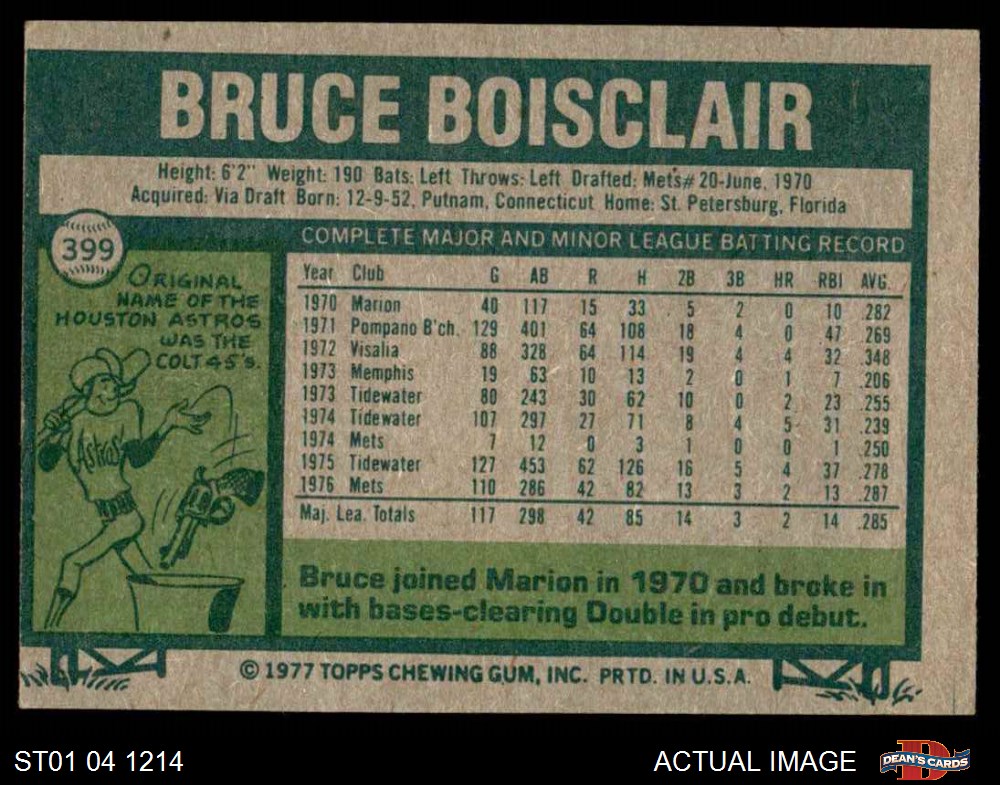 BRUCE BOISCLAIR
Height: 6'2" Weight: 190 Bats: Left Throws: Left Drafted: Mets# 20-June, 1970
Acquired: Via Draft Born: 12-9-52, Putnam, Connecticut Home: St. Petersburg, Florida
399
ORIGINAL
NAME OF THE
HOUSTON ASTROS
WAS THE
COLT 45's.
Astros
COMPLETE MAJOR AND MINOR LEAGUE BATTING RECORD
Year Club G AB R H 2B 3B HR RBI AVG.
1970 Marion 40 117 15 33 5 2 0 10 .282
1971 Pompano B'ch. 129 401 64 108 18 4 0 47 .269
1972 Visalia 88 328 64 114 19 4 4 32 .348
1973 Memphis 19 63 10 13 2 0 1 7 .206
1973 Tidewater 80 243 30 62 10 0 2 23 .255
1974 Tidewater 107 297 27 71 8 4 5 31 .239
1974 Mets 7 12 0 3 1 0 0 1 .250
1975 Tidewater 127 453 62 126 16 5 4 37 .278
1976 Mets 110 286 42 82 13 3 2 13 .287
Maj. Lea. Totals 117 298 42 85 14 3 2 14 .285
Bruce joined Marion in 1970 and broke in
with bases-clearing Double in pro debut.
© 1977 TOPPS CHEWING GUM, INC. PRTD. IN U.S.A.
ST01 04 1214
ACTUAL IMAGE
D
DEAN'S CARDS